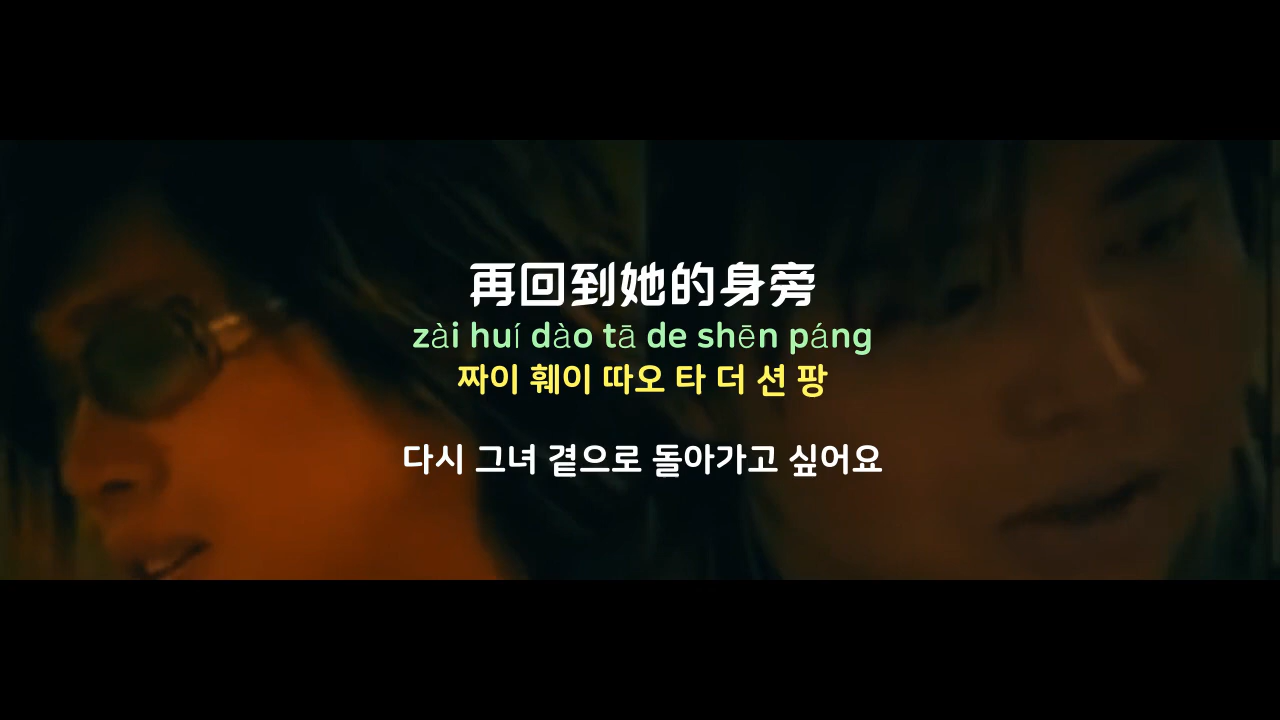 再回到她的身旁
zài huí dào tā de shēn páng
짜이 훼이 따오 타 더 션 팡
다시 그녀 곁으로 돌아가고 싶어요